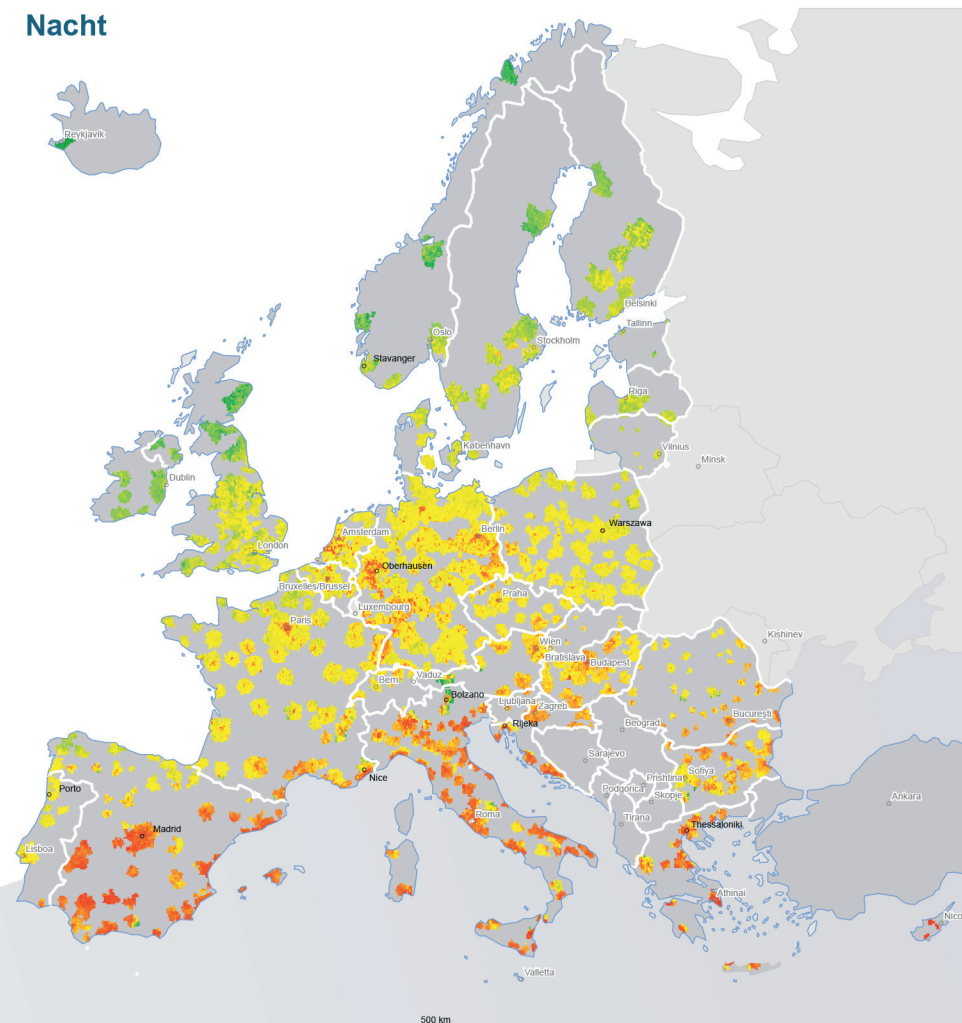 Nacht
Reykjavík
Helsinki
Tallinn
Oslo
Stockholm
Stavanger
Riga
København
Vilnius
Minsk
Dublin
Warszawa
Amsterdam
Berlin
London
Oberhausen
Bruxelles/Brussel
Praha
Luxembourg
Paris
Kishinev
Wien
Bratislava
Budapest
Bern
Vaduz
Bolzano
Ljubljana
Zagreb
Bucureşti
Rijeka
Beograd
Sarajevo
Nice
Sofiya
Prishtina
Podgorica
Skopje
Porto
Ankara
Roma
Tirana
Thessaloniki
Madrid
Lisboa
Athinai
Nico
Valletta
500 km